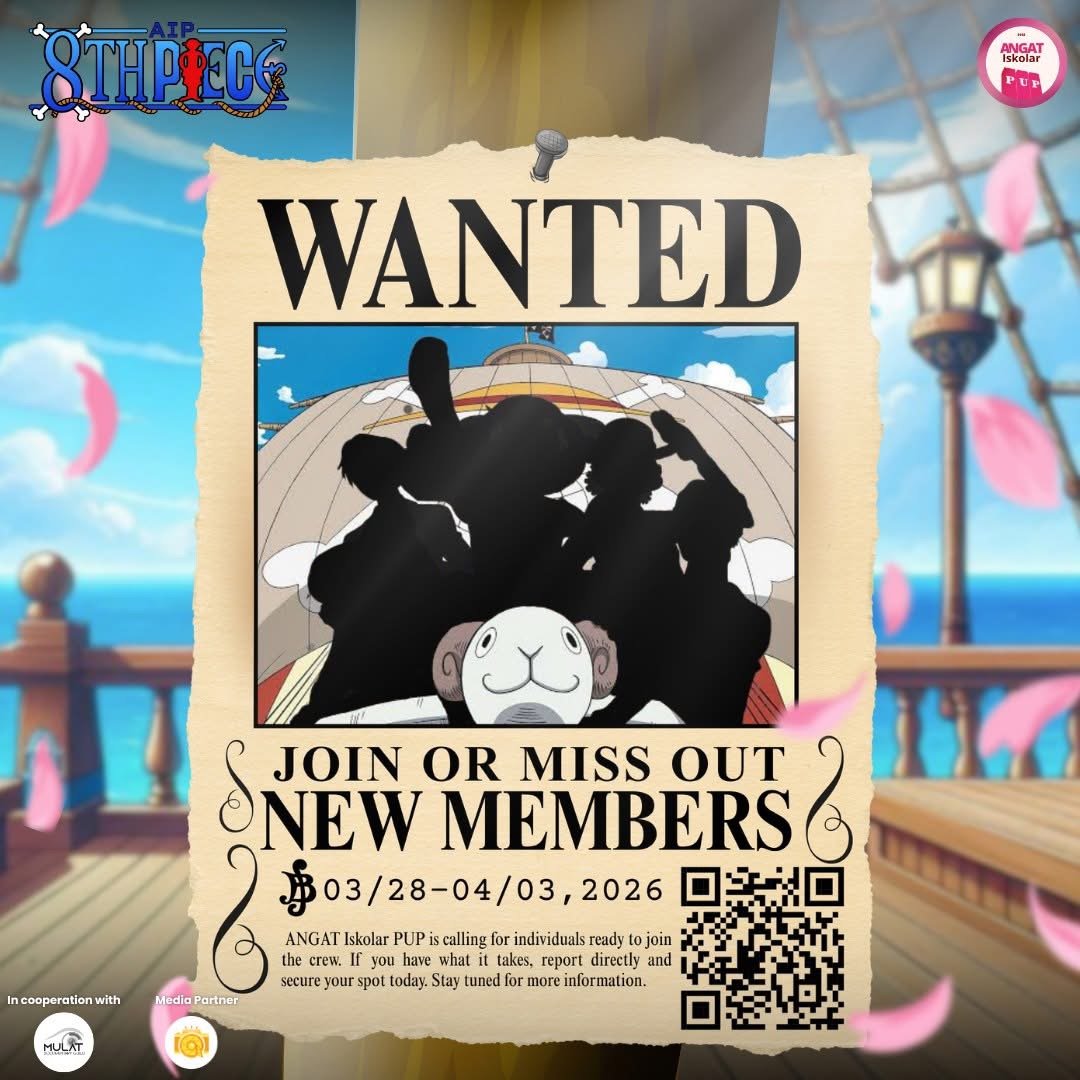 AIP
8TH PIECE
ANGAT
Iskolar
PUP
WANTED
JOIN OR MISS OUT
NEW MEMBERS
03/28-04/03,2026
ANGAT Iskolar PUP is calling for individuals ready to join
the crew. If you have what it takes, report directly and
secure your spot today. Stay tuned for more information.
In cooperation with
MULAT
Media Partner